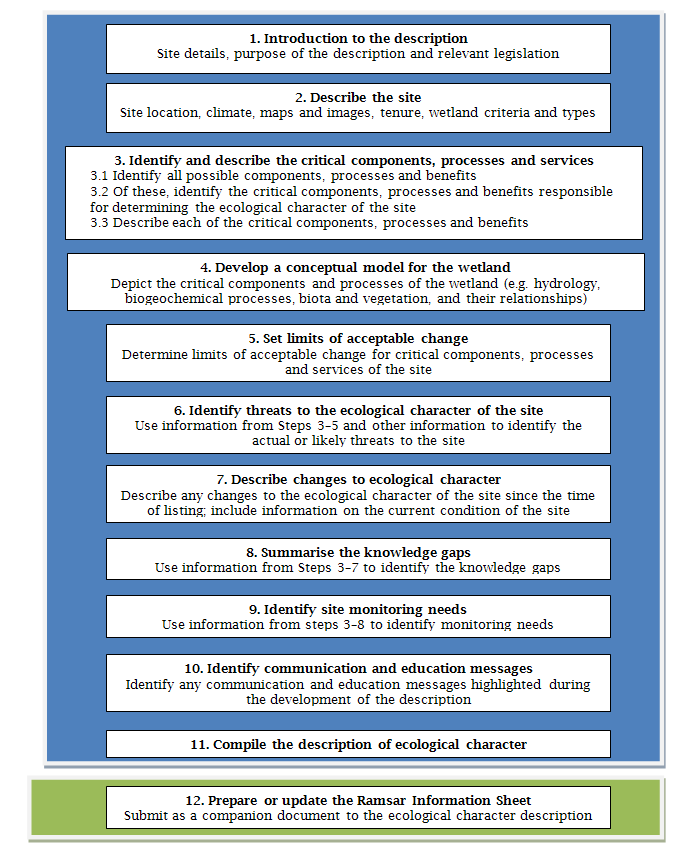 1. Introduction to the description
Site details, purpose of the description and relevant legislation
2. Describe the site
Site location, climate, maps and images, tenure, wetland criteria and types
3. Identify and describe the critical components, processes and services
3.1 Identify all possible components, processes and benefits
3.2 Of these, identify the critical components, processes and benefits responsible
for determining the ecological character of the site
3.3 Describe each of the critical components, processes and benefits
4. Develop a conceptual model for the wetland
Depict the critical components and processes of the wetland (e.g. hydrology,
biogeochemical processes, biota and vegetation, and their relationships)
5. Set limits of acceptable change
Determine limits of acceptable change for critical components, processes
and services of the site
6. Identify threats to the ecological character of the site
Use information from Steps 3–5 and other information to identify the
actual or likely threats to the site
7. Describe changes to ecological character
Describe any changes to the ecological character of the site since the time
of listing; include information on the current condition of the site
8. Summarise the knowledge gaps
Use information from Steps 3–7 to identify the knowledge gaps
9. Identify site monitoring needs
Use information from steps 3–8 to identify monitoring needs
10. Identify communication and education messages
Identify any communication and education messages highlighted during
the development of the description
11. Compile the description of ecological character
12. Prepare or update the Ramsar Information Sheet
Submit as a companion document to the ecological character description